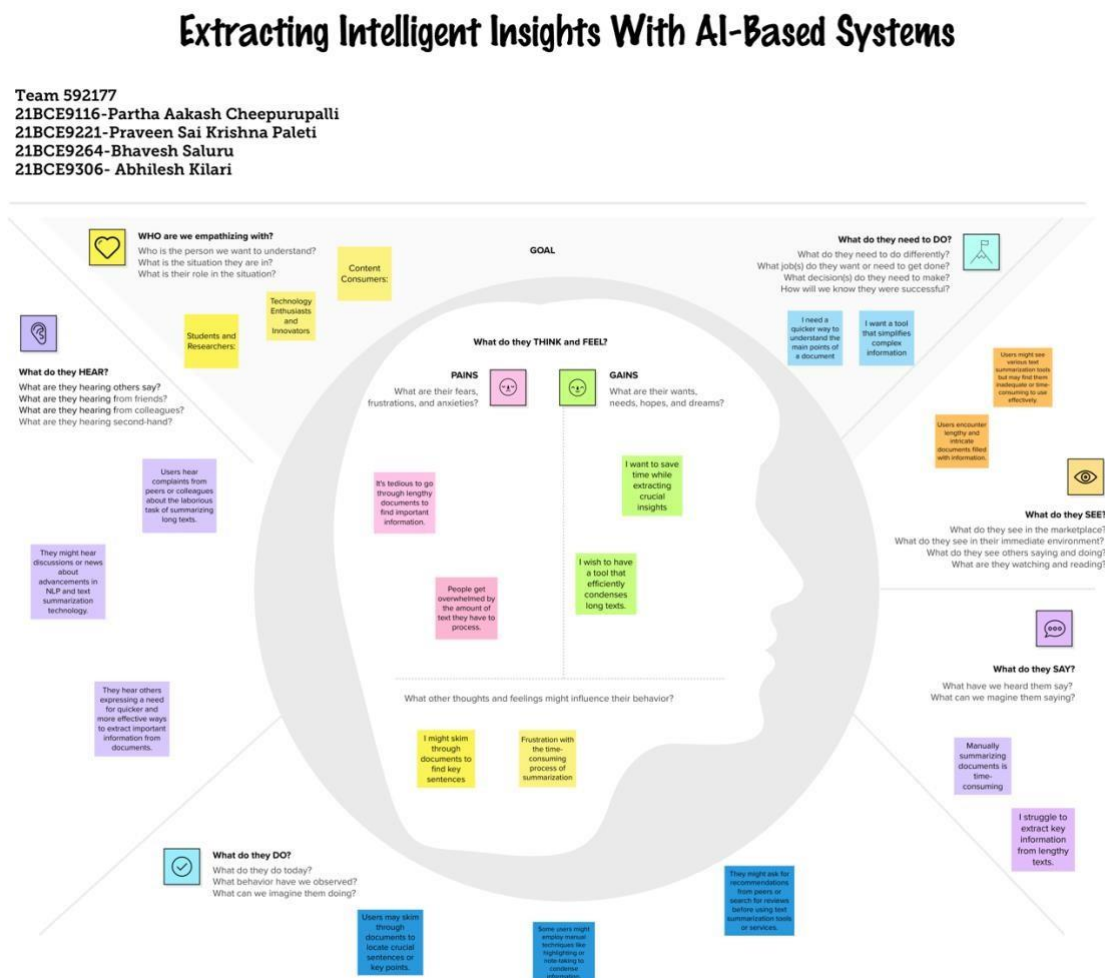 Extracting Intelligent Insights With AI-Based Systems
Team 592177
21BCE9116-Partha Aakash Cheepurupalli
21BCE9221-Praveen Sai Krishna Paleti
21BCE9264-Bhavesh Saluru
21BCE9306- Abhilesh Kilari
WHO are we empathizing with?
Who is the person we want to understand?
What is the situation they are in?
What is their role in the situation?
Content
Consumers:
Technology
Enthusiasts
and
Innovators
Students and
Researchers:
GOAL
What do they need to DO?
What do they need to do differently?
What job(s) do they want or need to get done?
What decision(s) do they need to make?
How will we know they were successful?
I need a
quicker way to
understand the
main points of
a document
I want a tool
that simplifies
complex
information
What do they HEAR?
What are they hearing others say?
What are they hearing from friends?
What are they hearing from colleagues?
What are they hearing second-hand?
Users hear
complaints from
peers or colleagues
about the laborious
task of summarizing
long texts.
They might hear
discussions or news
about
advancements in
NLP and text
summarization
technology.
They hear others
expressing a need
for quicker and
more effective ways
to extract important
information from
documents.
What do they THINK and FEEL?
PAINS
What are their fears,
frustrations, and anxieties?
GAINS
What are their wants,
needs, hopes, and dreams?
It's tedious to go
through lengthy
documents to
find important
information.
People get
overwhelmed by
the amount of
text they have to
process.
I want to save
time while
extracting
crucial
insights
I wish to have
a tool that
efficiently
condenses
long texts.
What other thoughts and feelings might influence their behavior?
I might skim
through
documents to
find key
sentences
Frustration with
the time-
consuming
process of
summarization
Users might see
various text
summarization tools
but may find them
inadequate or time-
consuming to use
effectively.
Users encounter
lengthy and
intricate
documents filled
with information.
What do they SEE?
What do they see in the marketplace?
What do they see in their immediate environment?
What do they see others saying and doing?
What are they watching and reading?
What do they SAY?
What have we heard them say?
What can we magine them saying?
Manually
summarizing
documents is
time-
consuming
I struggle to
extract key
information
from lengthy
texts.
What do they DO?
What do they do today?
What behavior have we observed?
What can we imagine them doing?
Users may skim
through
documents to
locate crucial
sentences or
key points.
Some users might
employ manual
techniques like
highlighting or
note-taking to
condense
information
They might ask for
recommendations
from peers or
search for reviews
before using text
summarization tools
or services.